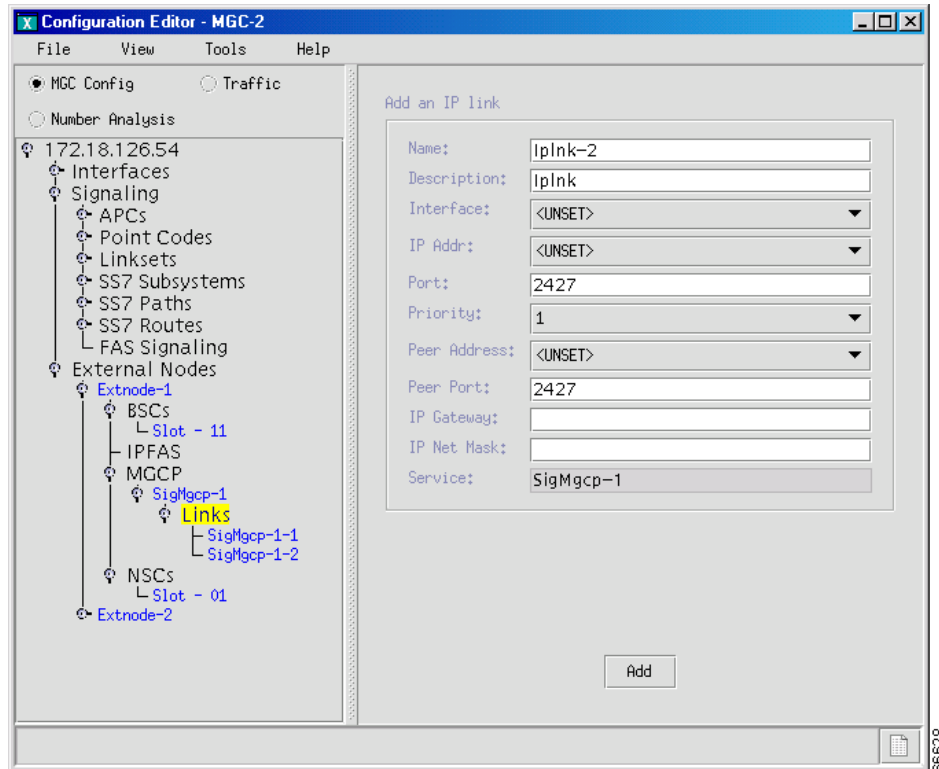 Configuration Editor - MGC-2
File View Tools Help
MGC Config Traffic
Number Analysis
172.18.126.54
Interfaces
Signaling
APCs
Point Codes
Linksets
SS7 Subsystems
SS7 Paths
SS7 Routes
FAS Signaling
External Nodes
Extnode-1
BSCs
Slot - 11
IPFAS
MGCP
SigMgcp-1
Links
SigMgcp-1-1
SigMgcp-1-2
NSCs
Slot - 01
Extnode-2
Add an IP link
Name: Iplnk-2
Description: Iplnk
Interface: <UNSET>
IP Addr: <UNSET>
Port: 2427
Priority: 1
Peer Address: <UNSET>
Peer Port: 2427
IP Gateway:
IP Net Mask:
Service: SigMgcp-1
Add